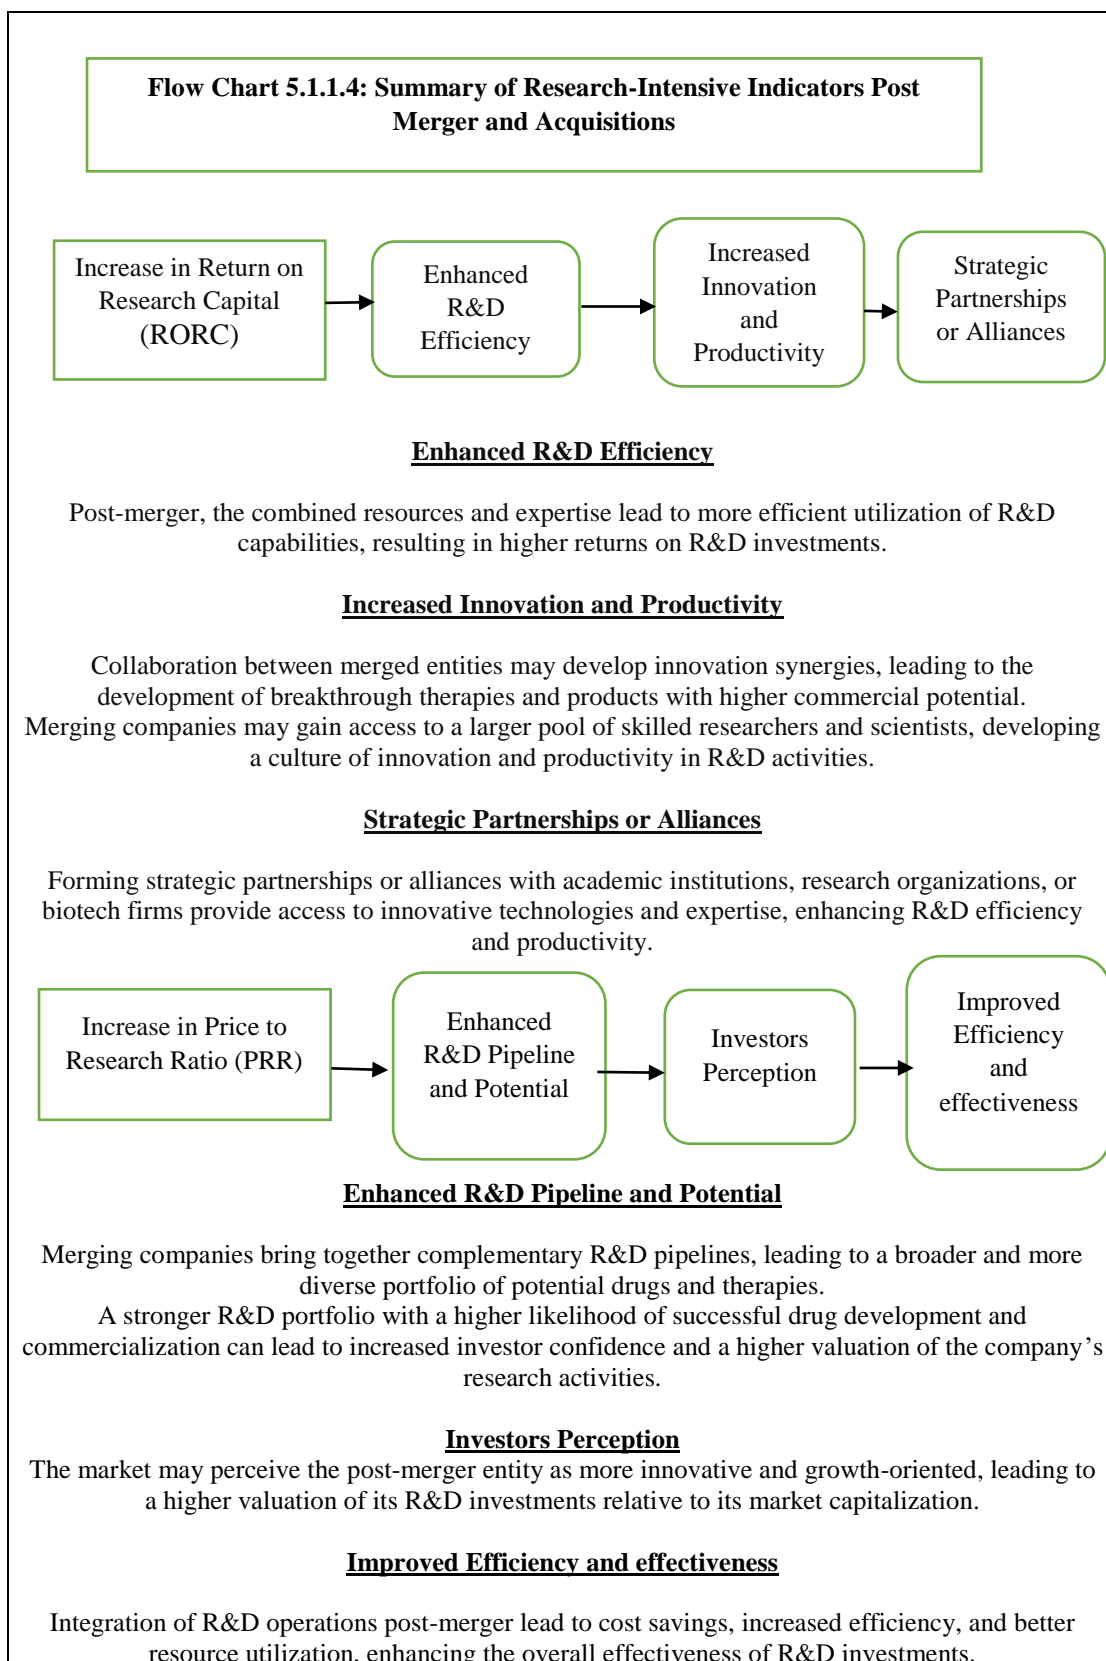 Flow Chart 5.1.1.4: Summary of Research-Intensive Indicators Post
Merger and Acquisitions
Increase in Return on
Research Capital
(RORC)
Enhanced
R&D
Efficiency
Increased
Innovation
and
Productivity
Strategic
Partnerships
or Alliances
Enhanced R&D Efficiency
Post-merger, the combined resources and expertise lead to more efficient utilization of R&D
capabilities, resulting in higher returns on R&D investments.
Increased Innovation and Productivity
Collaboration between merged entities may develop innovation synergies, leading to the
development of breakthrough therapies and products with higher commercial potential.
Merging companies may gain access to a larger pool of skilled researchers and scientists, developing
a culture of innovation and productivity in R&D activities.
Strategic Partnerships or Alliances
Forming strategic partnerships or alliances with academic institutions, research organizations, or
biotech firms provide access to innovative technologies and expertise, enhancing R&D efficiency
and productivity.
Increase in Price to
Research Ratio (PRR)
Enhanced
R&D Pipeline
and Potential
Investors
Perception
Improved
Efficiency
and
effectiveness
Enhanced R&D Pipeline and Potential
Merging companies bring together complementary R&D pipelines, leading to a broader and more
diverse portfolio of potential drugs and therapies.
A stronger R&D portfolio with a higher likelihood of successful drug development and
commercialization can lead to increased investor confidence and a higher valuation of the company’s
research activities.
Investors Perception
The market may perceive the post-merger entity as more innovative and growth-oriented, leading to
a higher valuation of its R&D investments relative to its market capitalization.
Improved Efficiency and effectiveness
Integration of R&D operations post-merger lead to cost savings, increased efficiency, and better
resource utilization, enhancing the overall effectiveness of R&D investments.